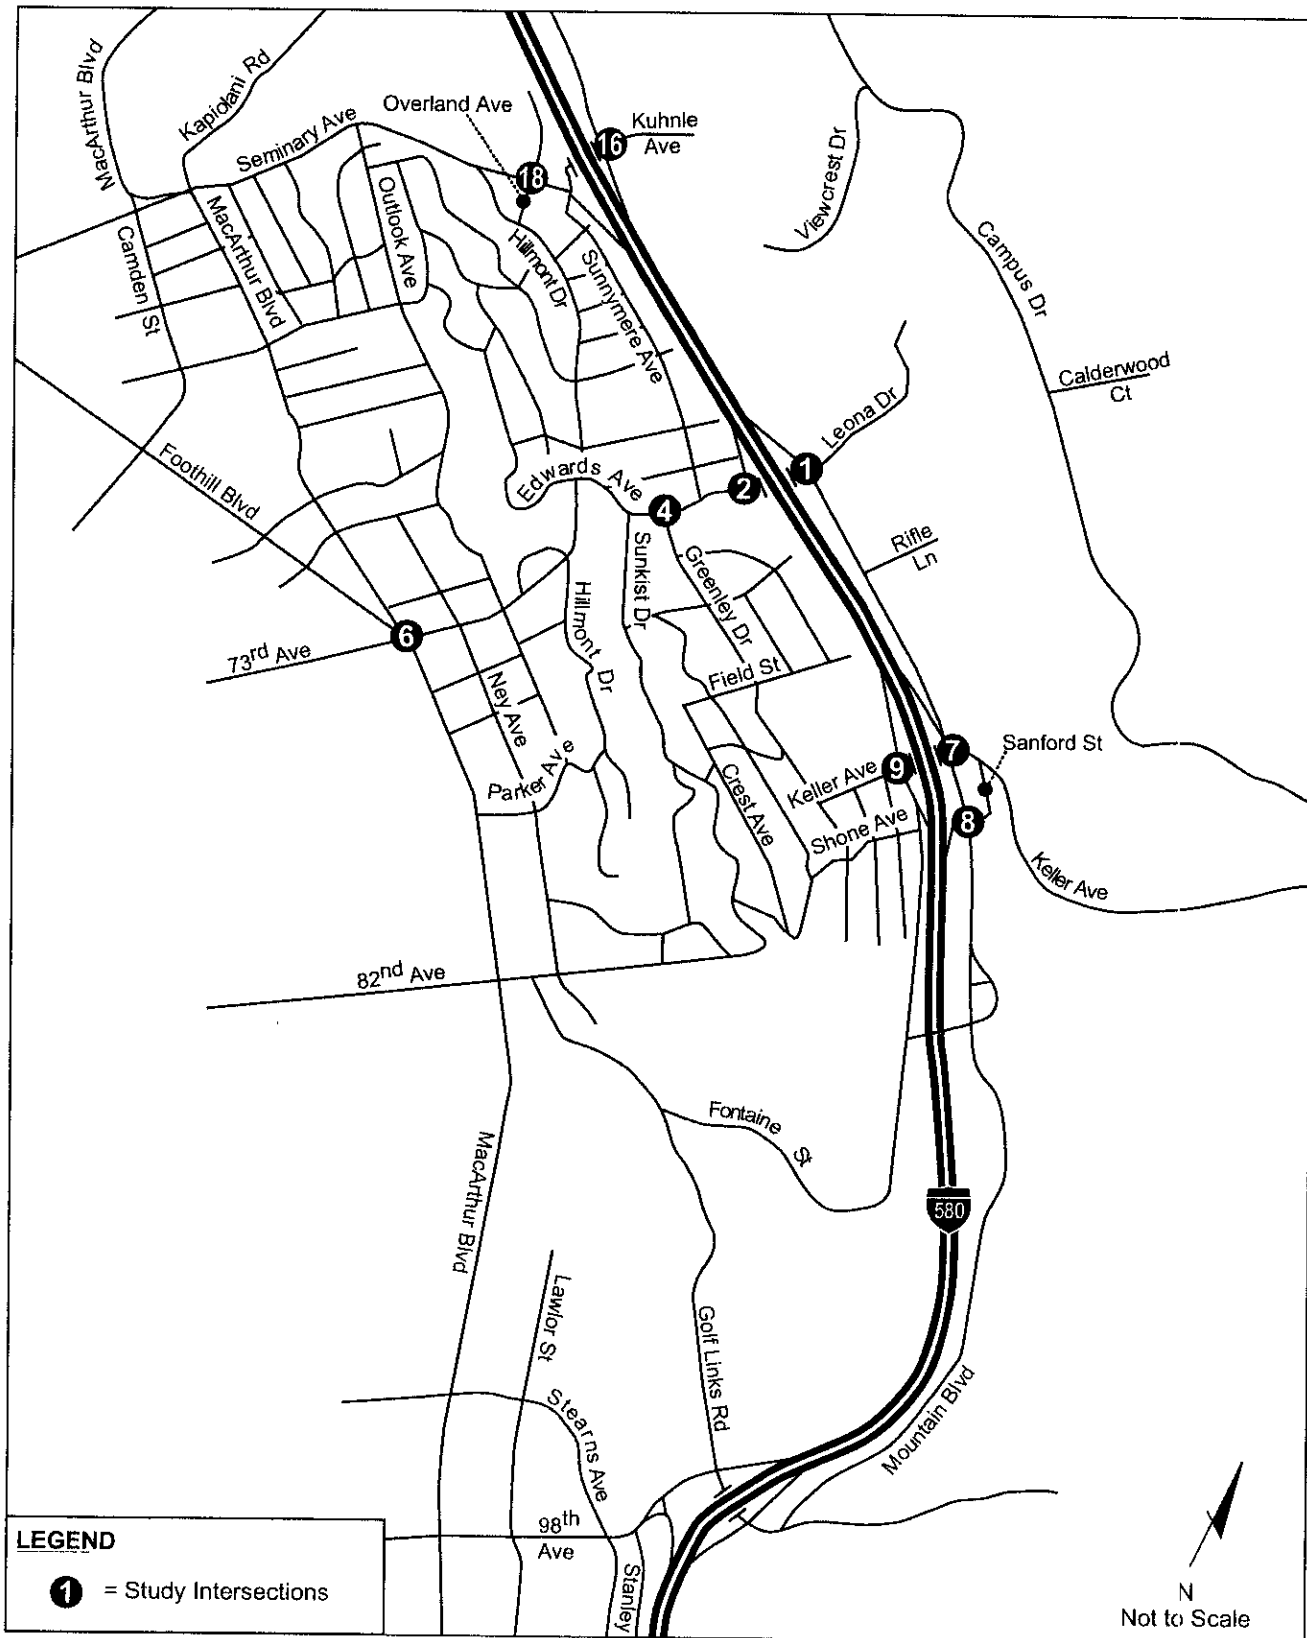 MacArthur Blvd
Kapiolani Rd
Seminary Ave
Overland Ave
Kuhnle
Ave
16
18
Viewcrest Dr
Campus Dr
Calderwood
Ct
Camden St
MacArthur Blvd
Outlook Ave
Hillmont Dr
Sunnymere Ave
Leona Dr
1
2
4
Edwards Ave
Foothill Blvd
Rifle
Ln
6
73rd Ave
Hillmont Dr
Sunkist Dr
Greenley Dr
Field St
Ney Ave
Parker Ave
Crest Ave
Keller Ave
9
7
Sanford St
8
Shone Ave
Keller Ave
82nd Ave
Fontaine St
MacArthur Blvd
580
Lawlor St
Golf Links Rd
Stearns Ave
Mountain Blvd
98th
Ave
Stanley
LEGEND
1 = Study Intersections
N
Not to Scale